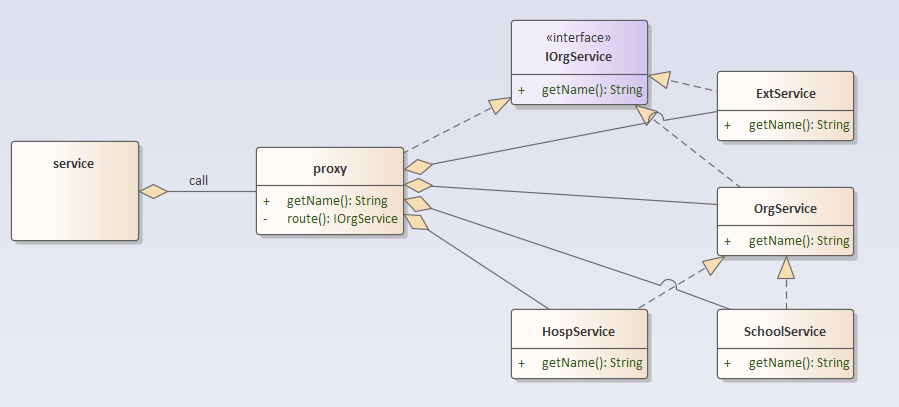 «interface»
IOrgService
+ getName(): String
ExtService
+ getName(): String
service
call
proxy
+ getName(): String
- route(): IOrgService
OrgService
+ getName(): String
HospService
+ getName(): String
SchoolService
+ getName(): String